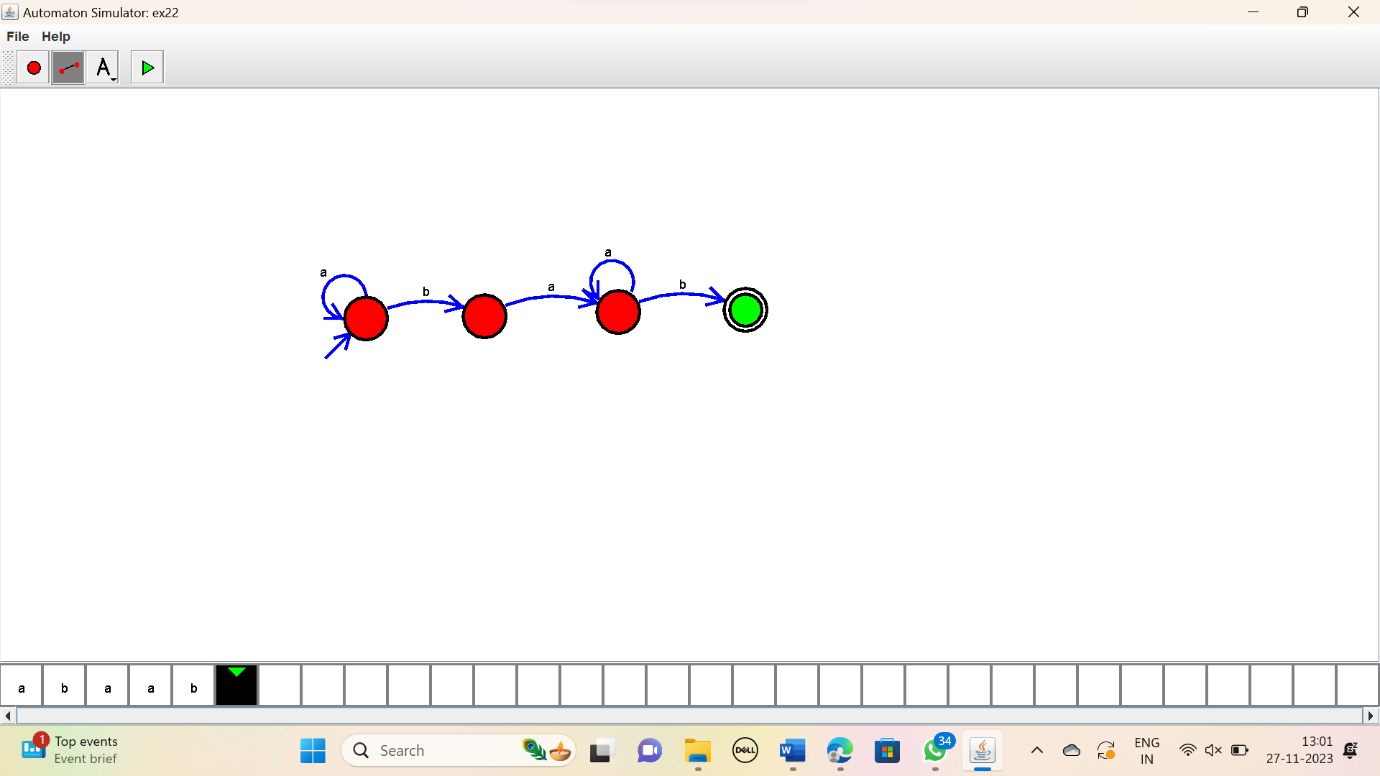 Automaton Simulator: ex22
File Help
A
a
a
b
a
b
a b a a b
1
Top events
Event brief
Search
DELL
W
34
ENG
IN
13:01
27-11-2023